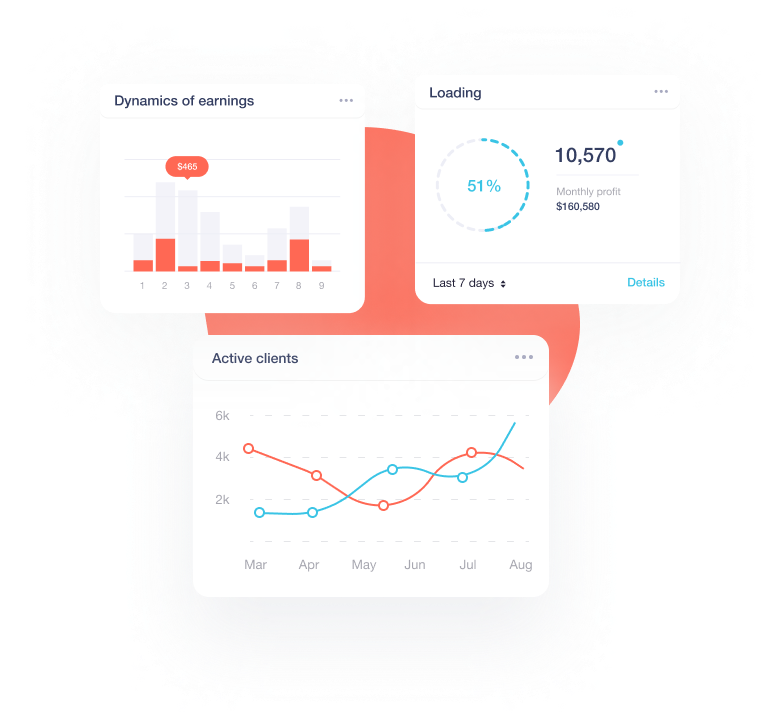 Dynamics of earnings
$465
1 2 3 4 5 6 7 8 9
Loading
51%
10,570
Monthly profit
$160,580
Last 7 days
Details
Active clients
6k
4k
2k
Mar Apr May Jun Jul Aug